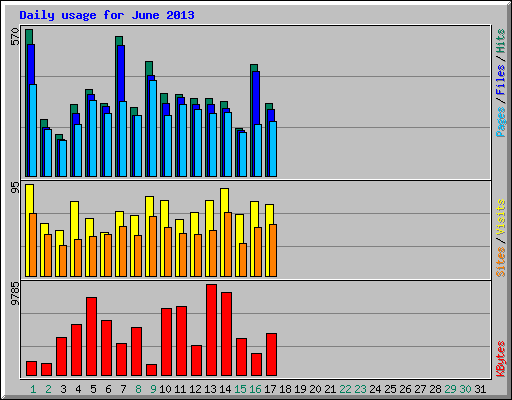 Daily usage for June 2013
570
Pages / Files / Hits
95
Sites / Visits
9785
KBytes
1 2 3 4 5 6 7 8 9 10 11 12 13 14 15 16 17 18 19 20 21 22 23 24 25 26 27 28 29 30 31